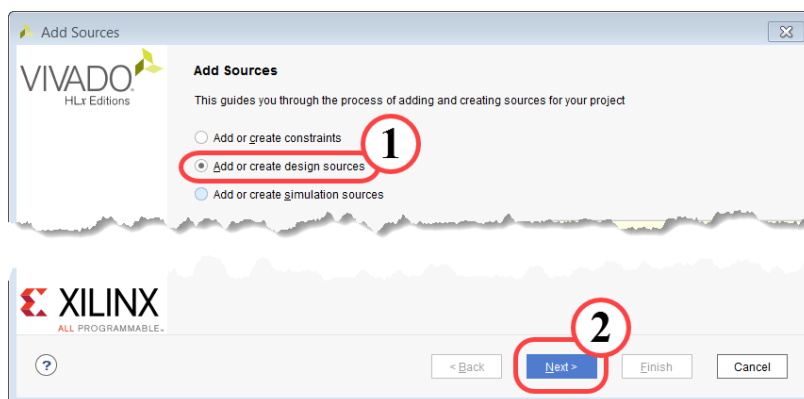 Add Sources
VIVADO
HLx Editions
Add Sources
This guides you through the process of adding and creating sources for your project
Add or create constraints
1
Add or create design sources
Add or create simulation sources
XILINX
ALL PROGRAMMABLE.
2
?
< Back
Next >
Finish
Cancel